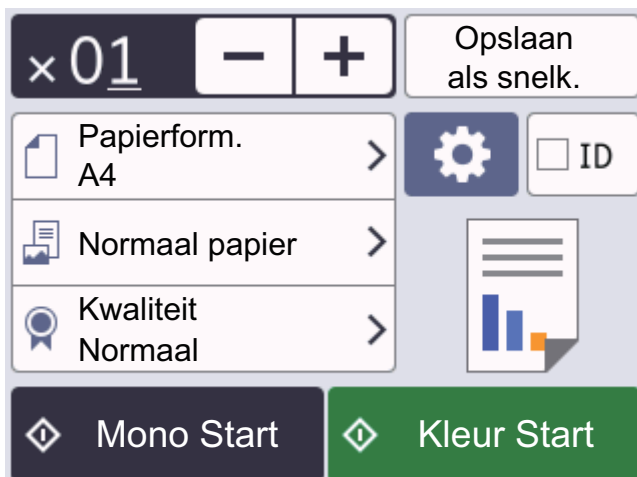 ×01 − +
Opslaan
als snelk.
Papierform.
A4
ID
Normaal papier
Kwaliteit
Normaal
Mono Start
Kleur Start